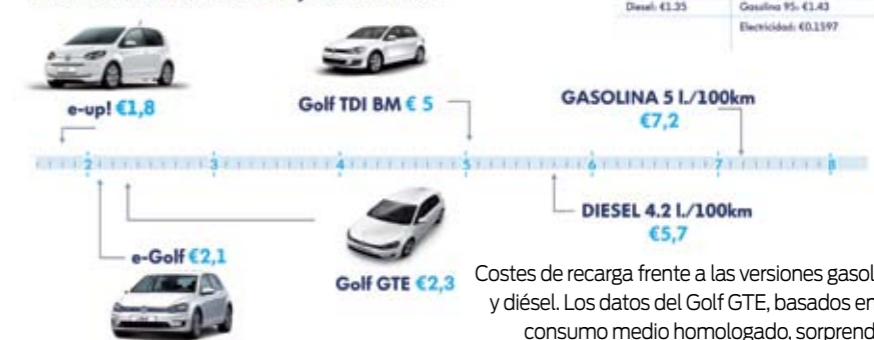 Diesel: €1.35
Gasolina 95: €1.43
Electricidad: €0.1597
e-up! €1,8
Golf TDI BM € 5
GASOLINA 5 l./100km
€7,2
2 3 4 5 6 7 8
DIESEL 4.2 l./100km
€5,7
e-Golf €2,1
Golf GTE €2,3
Costes de recarga frente a las versiones gasol
y diésel. Los datos del Golf GTE, basados en
consumo medio homologado, sorprend